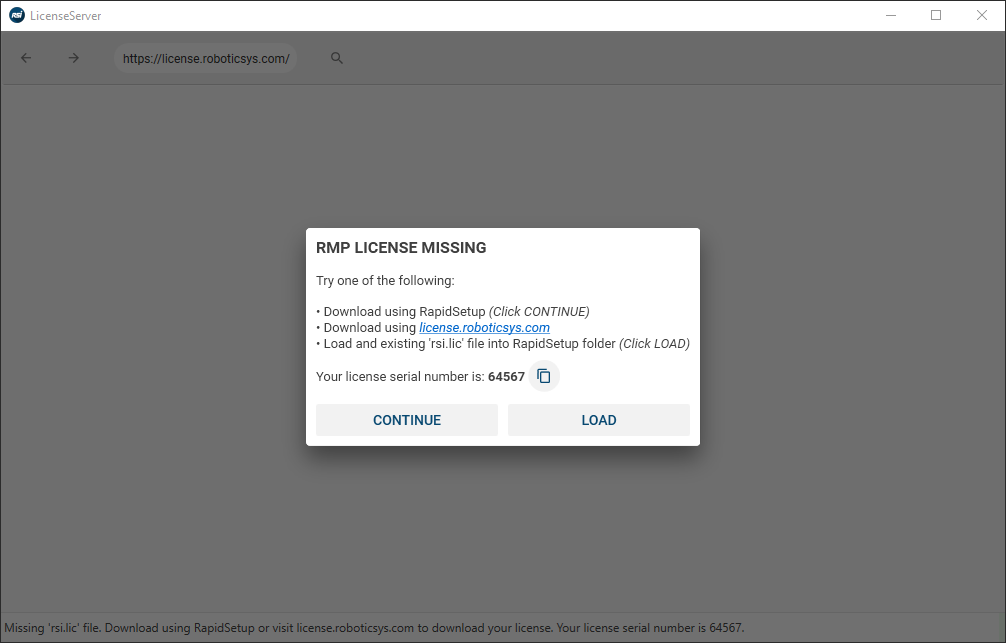 RSI LicenseServer
https://license.roboticsys.com/
RMP LICENSE MISSING
Try one of the following:
• Download using RapidSetup (Click CONTINUE)
• Download using license.roboticsys.com
• Load and existing 'rsi.lic' file into RapidSetup folder (Click LOAD)
Your license serial number is: 64567
CONTINUE LOAD
Missing 'rsi.lic' file. Download using RapidSetup or visit license.roboticsys.com to download your license. Your license serial number is 64567.